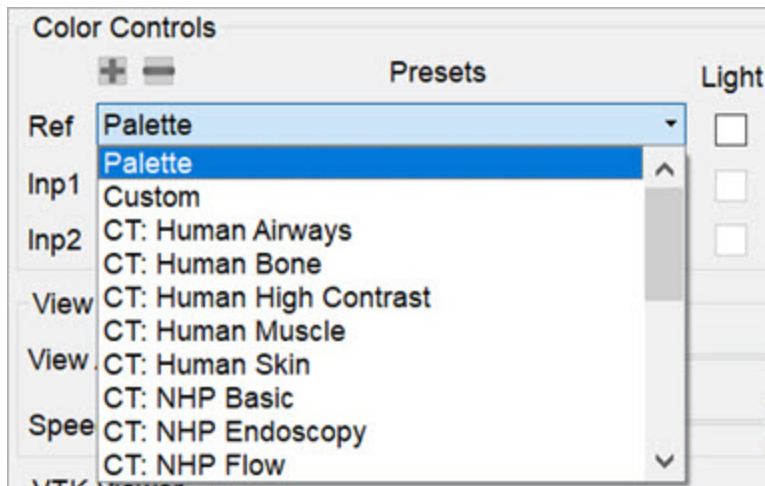 Color Controls
Presets
Light
Ref Palette
Palette
Inp1
Custom
CT: Human Airways
Inp2
CT: Human Bone
View CT: Human High Contrast
CT: Human Muscle
View CT: Human Skin
CT: NHP Basic
Spee CT: NHP Endoscopy
CT: NHP Flow